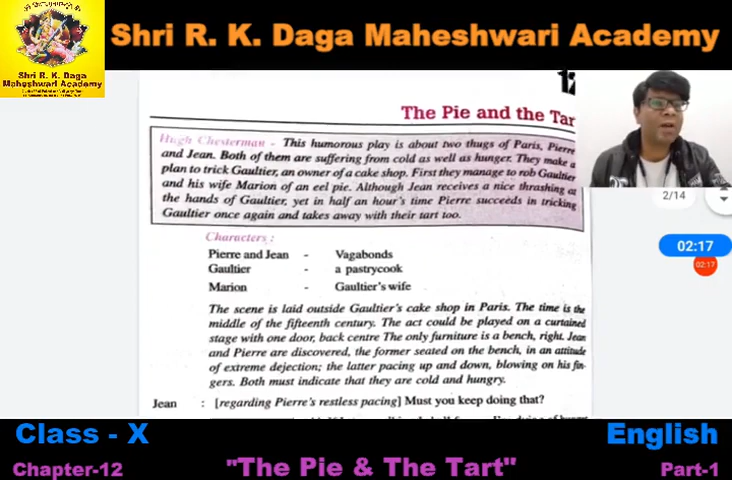 Shri R. K. Daga Maheshwari Academy
Shri R. K. Daga
Maheshwari Academy
12
The Pie and the Tar
Hugh Chesterman - This humorous play is about two thugs of Paris, Pierre
and Jean. Both of them are suffering from cold as well as hunger. They make a
plan to trick Gaultier, an owner of a cake shop. First they manage to rob Gaultier
and his wife Marion of an eel pie. Although Jean receives a nice thrashing at
the hands of Gaultier, yet in half an hour's time Pierre succeeds in tricking
Gaultier once again and takes away with their tart too.
2/14
02:17
02:17
Characters :
Pierre and Jean - Vagabonds
Gaultier - a pastrycook
Marion - Gaultier's wife
The scene is laid outside Gaultier's cake shop in Paris. The time is the
middle of the fifteenth century. The act could be played on a curtained
stage with one door, back centre The only furniture is a bench, right. Jean
and Pierre are discovered, the former seated on the bench, in an attitude
of extreme dejection; the latter pacing up and down, blowing on his fin-
gers. Both must indicate that they are cold and hungry.
Jean : [regarding Pierre's restless pacing] Must you keep doing that?
Class - X
English
Chapter-12
"The Pie & The Tart"
Part-1